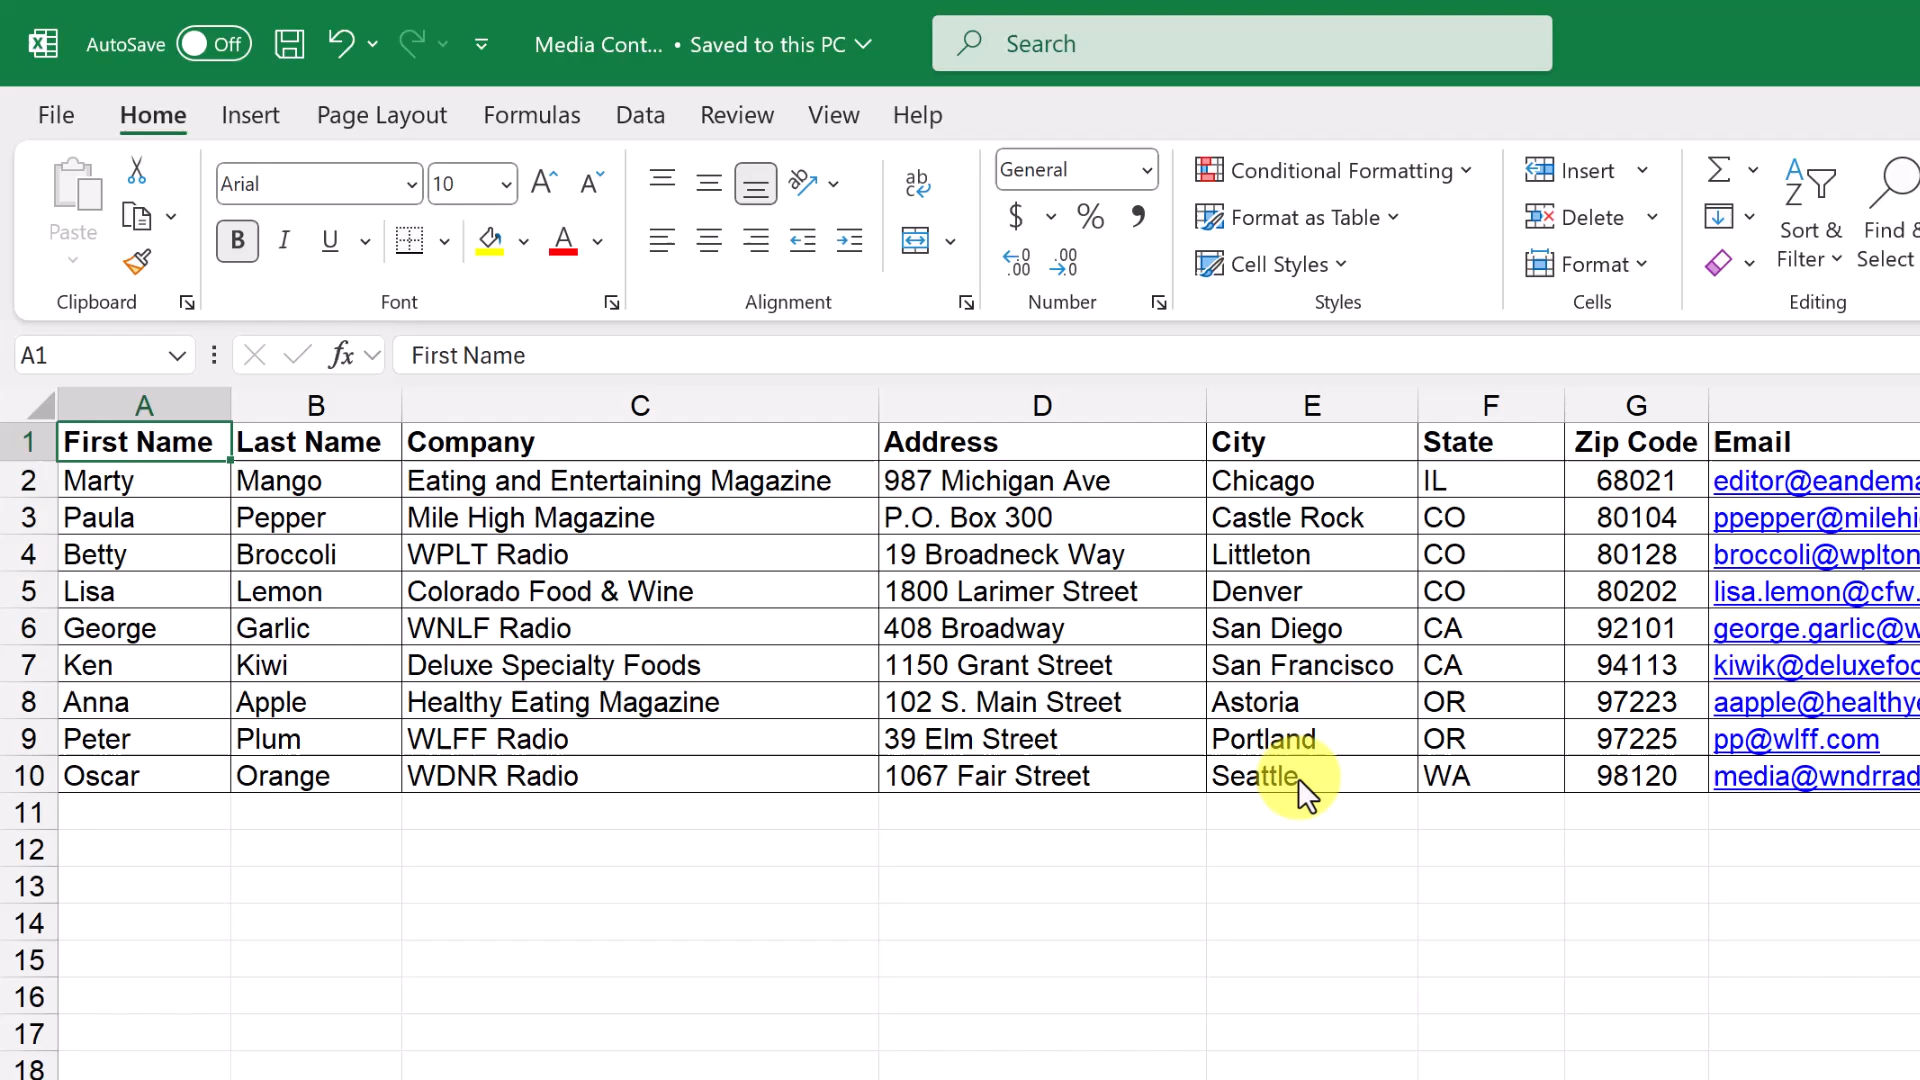 AutoSave Off Media Cont... • Saved to this PC Search
File Home Insert Page Layout Formulas Data Review View Help
Paste
Clipboard
Arial 10
B I U A
Font
ab
Alignment
General
$ % ,
.00 .00
Number
Conditional Formatting
Format as Table
Cell Styles
Styles
Insert
Delete
Format
Cells
Sort & Filter
Find & Select
Editing
A1 fx First Name
A B C D E F G
1 First Name Last Name Company Address City State Zip Code Email
2 Marty Mango Eating and Entertaining Magazine 987 Michigan Ave Chicago IL 68021 editor@eandema
3 Paula Pepper Mile High Magazine P.O. Box 300 Castle Rock CO 80104 ppepper@milehi
4 Betty Broccoli WPLT Radio 19 Broadneck Way Littleton CO 80128 broccoli@wplton
5 Lisa Lemon Colorado Food & Wine 1800 Larimer Street Denver CO 80202 lisa.lemon@cfw.
6 George Garlic WNLF Radio 408 Broadway San Diego CA 92101 george.garlic@w
7 Ken Kiwi Deluxe Specialty Foods 1150 Grant Street San Francisco CA 94113 kiwik@deluxefoo
8 Anna Apple Healthy Eating Magazine 102 S. Main Street Astoria OR 97223 aapple@healthye
9 Peter Plum WLFF Radio 39 Elm Street Portland OR 97225 pp@wlff.com
10 Oscar Orange WDNR Radio 1067 Fair Street Seattle WA 98120 media@wndrrad
11
12
13
14
15
16
17
18